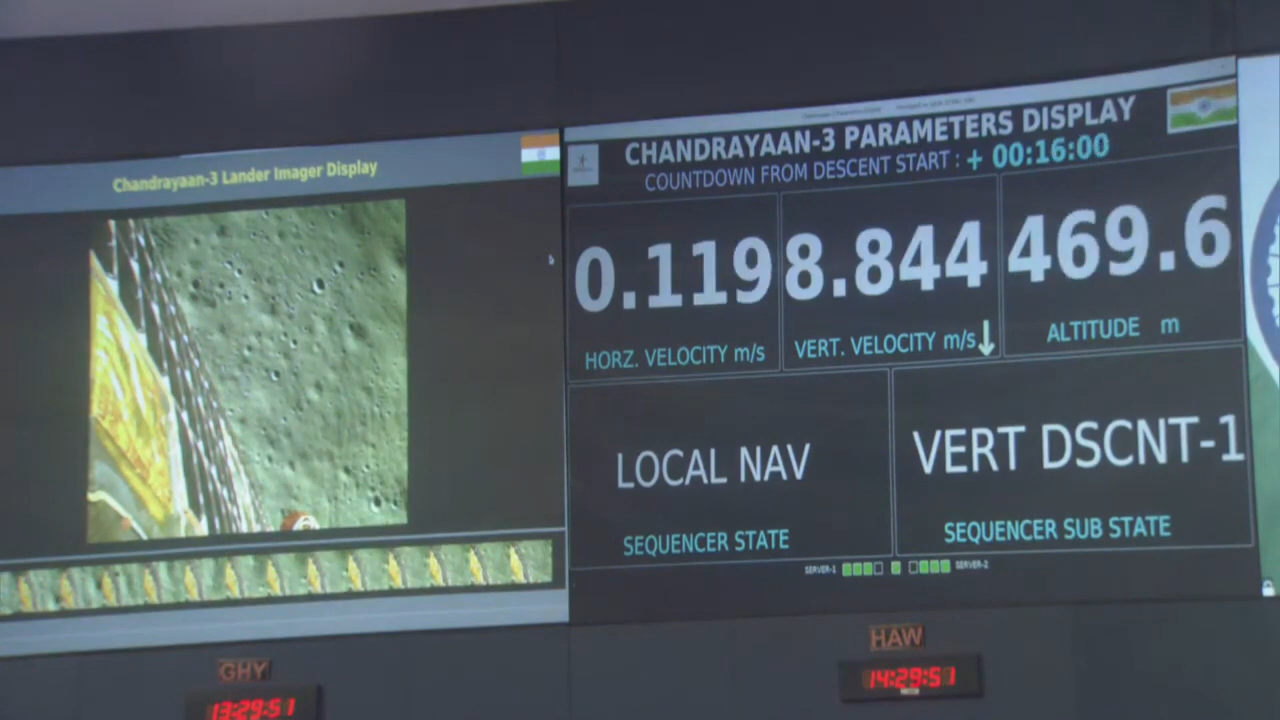 Chandrayaan-3 Lander Imager Display
CHANDRAYAAN-3 PARAMETERS DISPLAY
COUNTDOWN FROM DESCENT START : + 00:16:00
0.119
HORZ. VELOCITY m/s
8.844
VERT. VELOCITY m/s
469.6
ALTITUDE m
LOCAL NAV
SEQUENCER STATE
VERT DSCNT-1
SEQUENCER SUB STATE
SERVER-1
SERVER-2
GHY
13:29:51
HAW
14:29:51